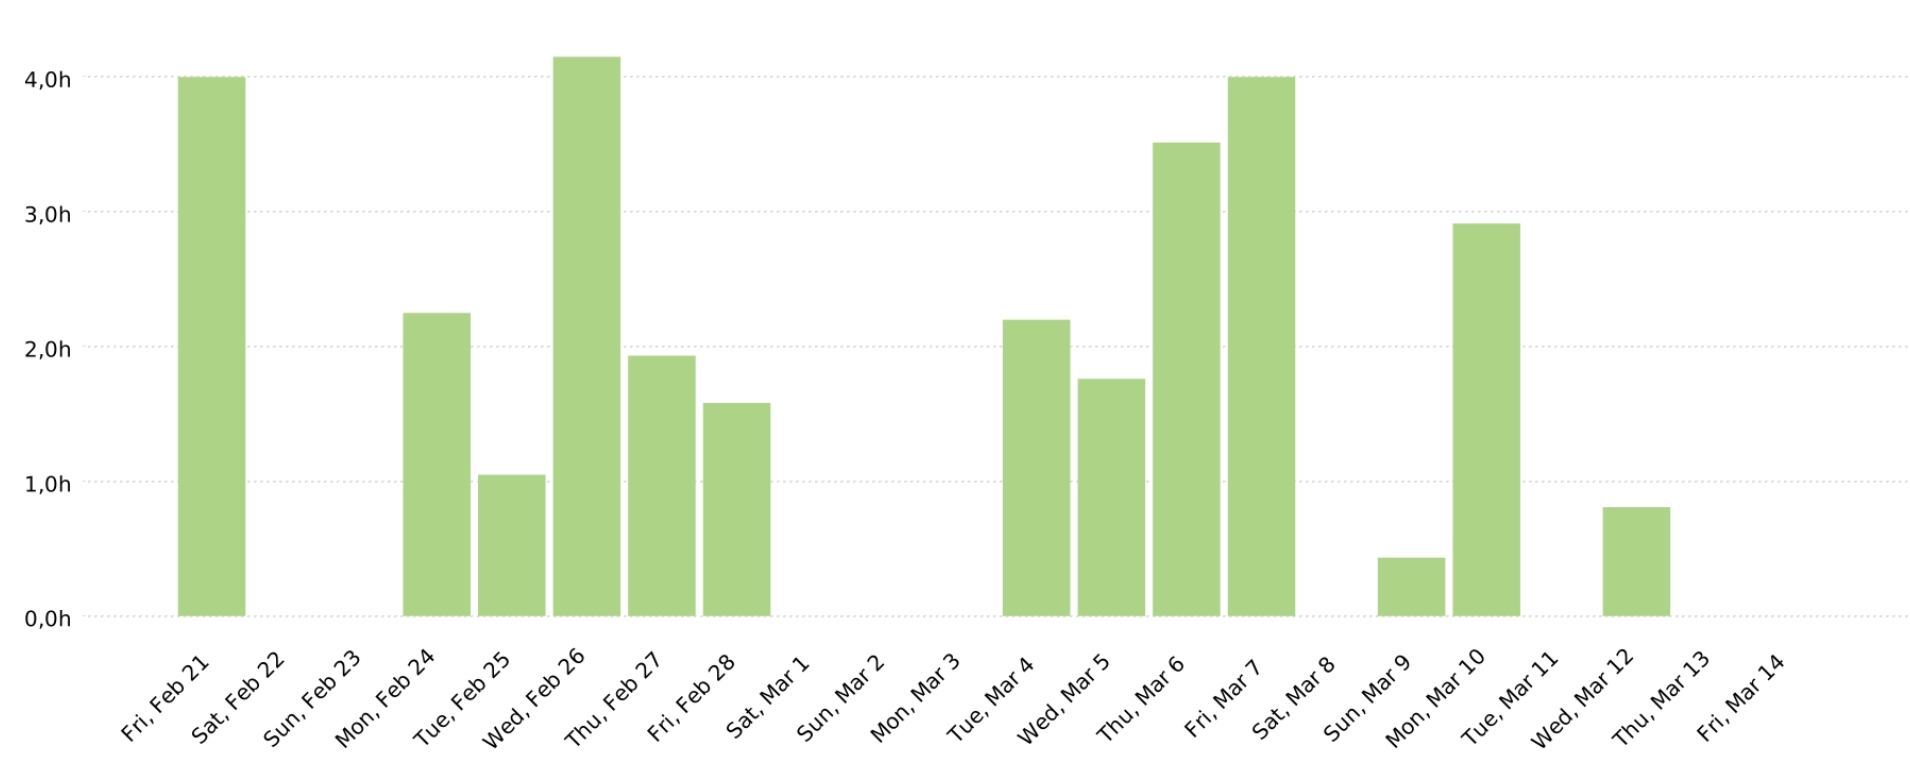 4,0h
3,0h
2,0h
1,0h
0,0h
Fri, Feb 21
Sat, Feb 22
Sun, Feb 23
Mon, Feb 24
Tue, Feb 25
Wed, Feb 26
Thu, Feb 27
Fri, Feb 28
Sat, Mar 1
Sun, Mar 2
Mon, Mar 3
Tue, Mar 4
Wed, Mar 5
Thu, Mar 6
Fri, Mar 7
Sat, Mar 8
Sun, Mar 9
Mon, Mar 10
Tue, Mar 11
Wed, Mar 12
Thu, Mar 13
Fri, Mar 14